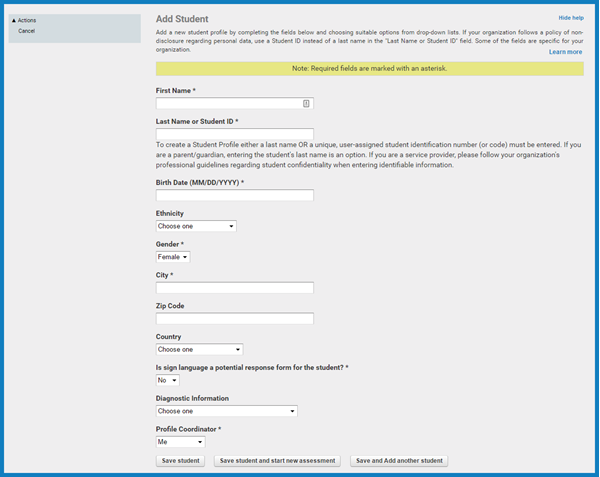 ▲ Actions
Cancel
Add Student
Hide help
Add a new student profile by completing the fields below and choosing suitable options from drop-down lists. If your organization follows a policy of non-
disclosure regarding personal data, use a Student ID instead of a last name in the "Last Name or Student ID" field. Some of the fields are specific for your
organization.
Learn more
Note: Required fields are marked with an asterisk.
First Name *
Last Name or Student ID *
To create a Student Profile either a last name OR a unique, user-assigned student identification number (or code) must be entered. If you
are a parent/guardian, entering the student's last name is an option. If you are a service provider, please follow your organization's
professional guidelines regarding student confidentiality when entering identifiable information.
Birth Date (MM/DD/YYYY) *
Ethnicity
Choose one
Gender *
Female
City *
Zip Code
Country
Choose one
Is sign language a potential response form for the student? *
No
Diagnostic Information
Choose one
Profile Coordinator *
Me
Save student
Save student and start new assessment
Save and Add another student